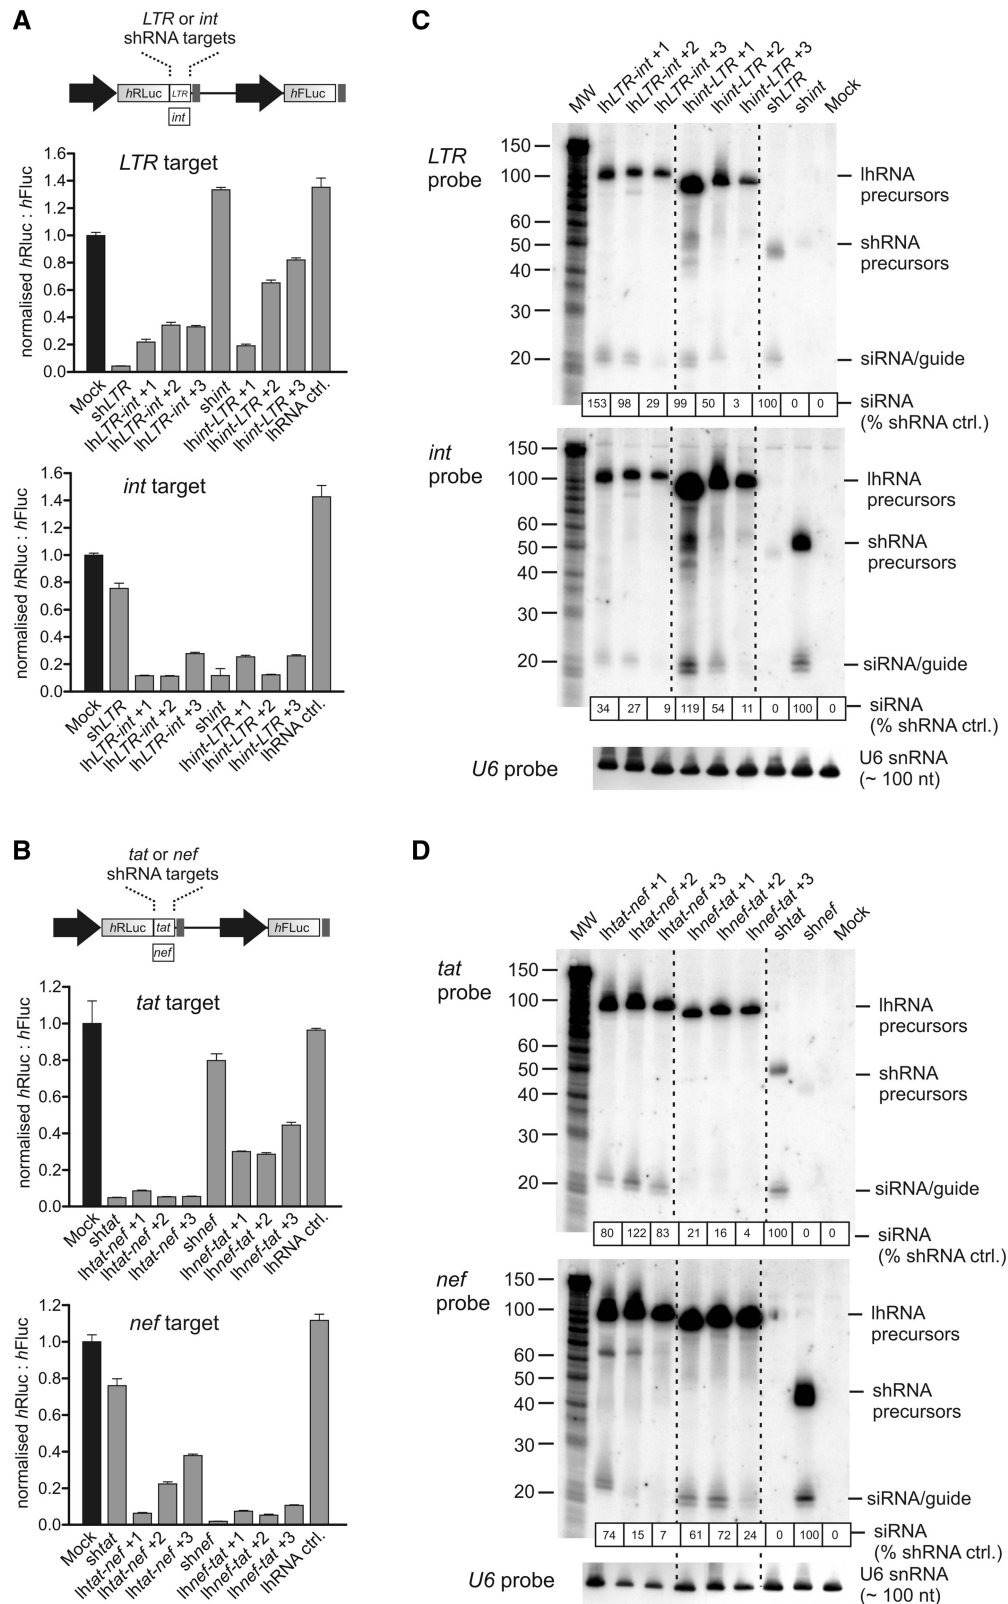 A
LTR or int
shRNA targets
hRLuc
LTR
hFLuc
int
LTR target
normalised hRluc : hFluc
1.6
1.4
1.2
1.0
0.8
0.6
0.4
0.2
0.0
Mock
shLTR
lhLTR-int +1
lhLTR-int +2
lhLTR-int +3
shint
lhint-LTR +1
lhint-LTR +2
lhint-LTR +3
lhRNA ctrl.
int target
normalised hRluc : hFluc
1.6
1.4
1.2
1.0
0.8
0.6
0.4
0.2
0.0
Mock
shLTR
lhLTR-int +1
lhLTR-int +2
lhLTR-int +3
shint
lhint-LTR +1
lhint-LTR +2
lhint-LTR +3
lhRNA ctrl.
B
tat or nef
shRNA targets
hRLuc
tat
hFLuc
nef
tat target
normalised hRluc : hFluc
1.2
1.0
0.8
0.6
0.4
0.2
0.0
Mock
shtat
lhtat-nef +1
lhtat-nef +2
lhtat-nef +3
shnef
lhnef-tat +1
lhnef-tat +2
lhnef-tat +3
lhRNA ctrl.
nef target
normalised hRluc : hFluc
1.2
1.0
0.8
0.6
0.4
0.2
0.0
Mock
shtat
lhtat-nef +1
lhtat-nef +2
lhtat-nef +3
shnef
lhnef-tat +1
lhnef-tat +2
lhnef-tat +3
lhRNA ctrl.
C
MW
lhLTR-int +1
lhLTR-int +2
lhLTR-int +3
lhint-LTR +1
lhint-LTR +2
lhint-LTR +3
shLTR
shint
Mock
LTR
probe
150
100
60
50
40
30
20
lhRNA
precursors
shRNA
precursors
siRNA/guide
153 98 29 99 50 3 100 0 0
siRNA
(% shRNA ctrl.)
int
probe
150
100
60
50
40
30
20
lhRNA
precursors
shRNA
precursors
siRNA/guide
34 27 9 119 54 11 0 100 0
siRNA
(% shRNA ctrl.)
U6 probe
U6 snRNA
(~ 100 nt)
D
MW
lhtat-nef +1
lhtat-nef +2
lhtat-nef +3
lhnef-tat +1
lhnef-tat +2
lhnef-tat +3
shtat
shnef
Mock
tat
probe
150
100
60
50
40
30
20
lhRNA
precursors
shRNA
precursors
siRNA/guide
80 122 83 21 16 4 100 0 0
siRNA
(% shRNA ctrl.)
nef
probe
150
100
60
50
40
30
20
lhRNA
precursors
shRNA
precursors
siRNA/guide
74 15 7 61 72 24 0 100 0
siRNA
(% shRNA ctrl.)
U6 probe
U6 snRNA
(~ 100 nt)